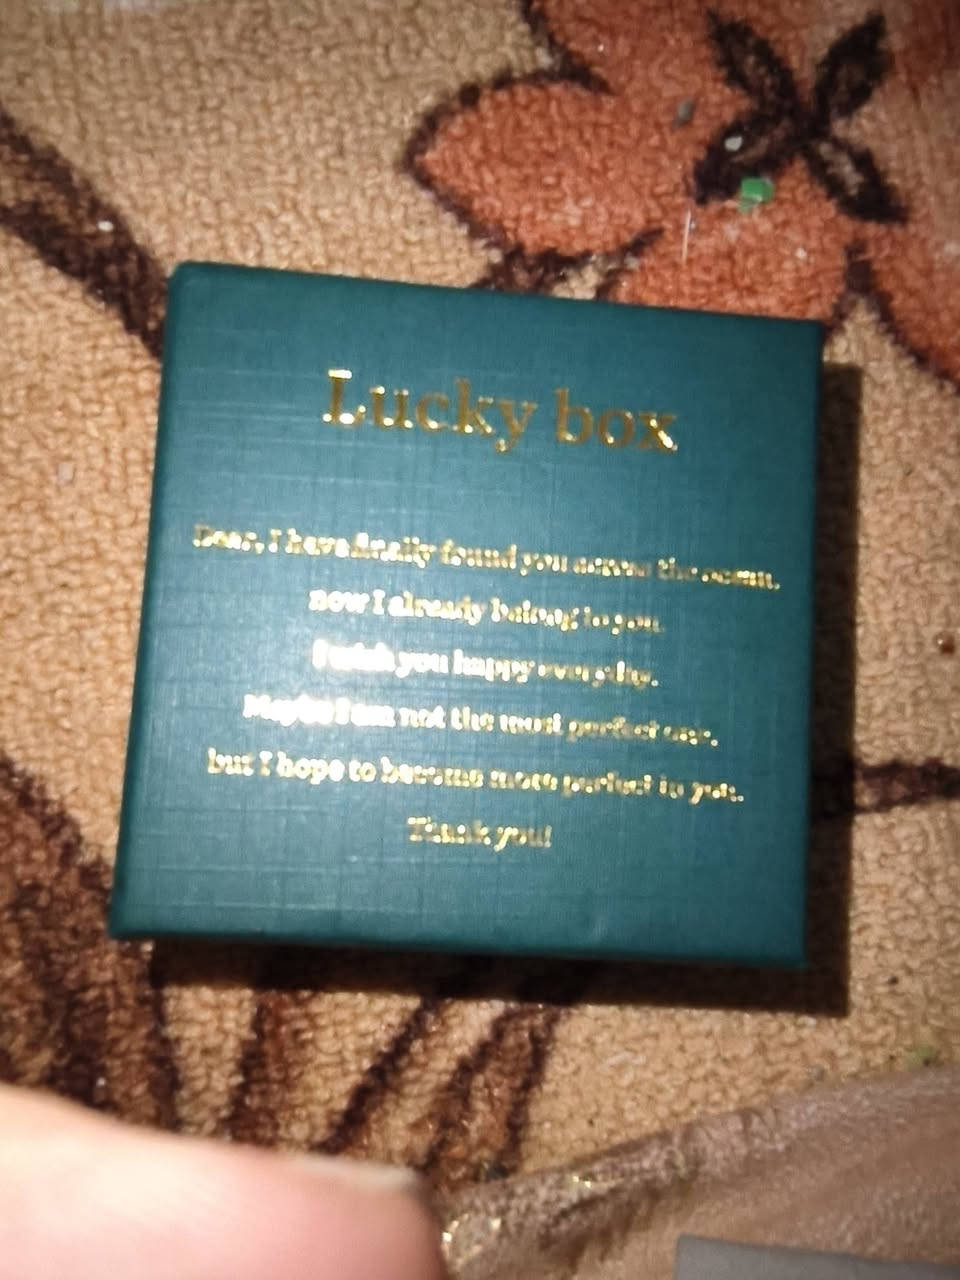 Lucky box
Dear, I have finally found you across the ocean,
now I already belong to you.
I wish you happy everyday.
Maybe I am not the most perfect one,
but I hope to become more perfect in you.
Thank you!